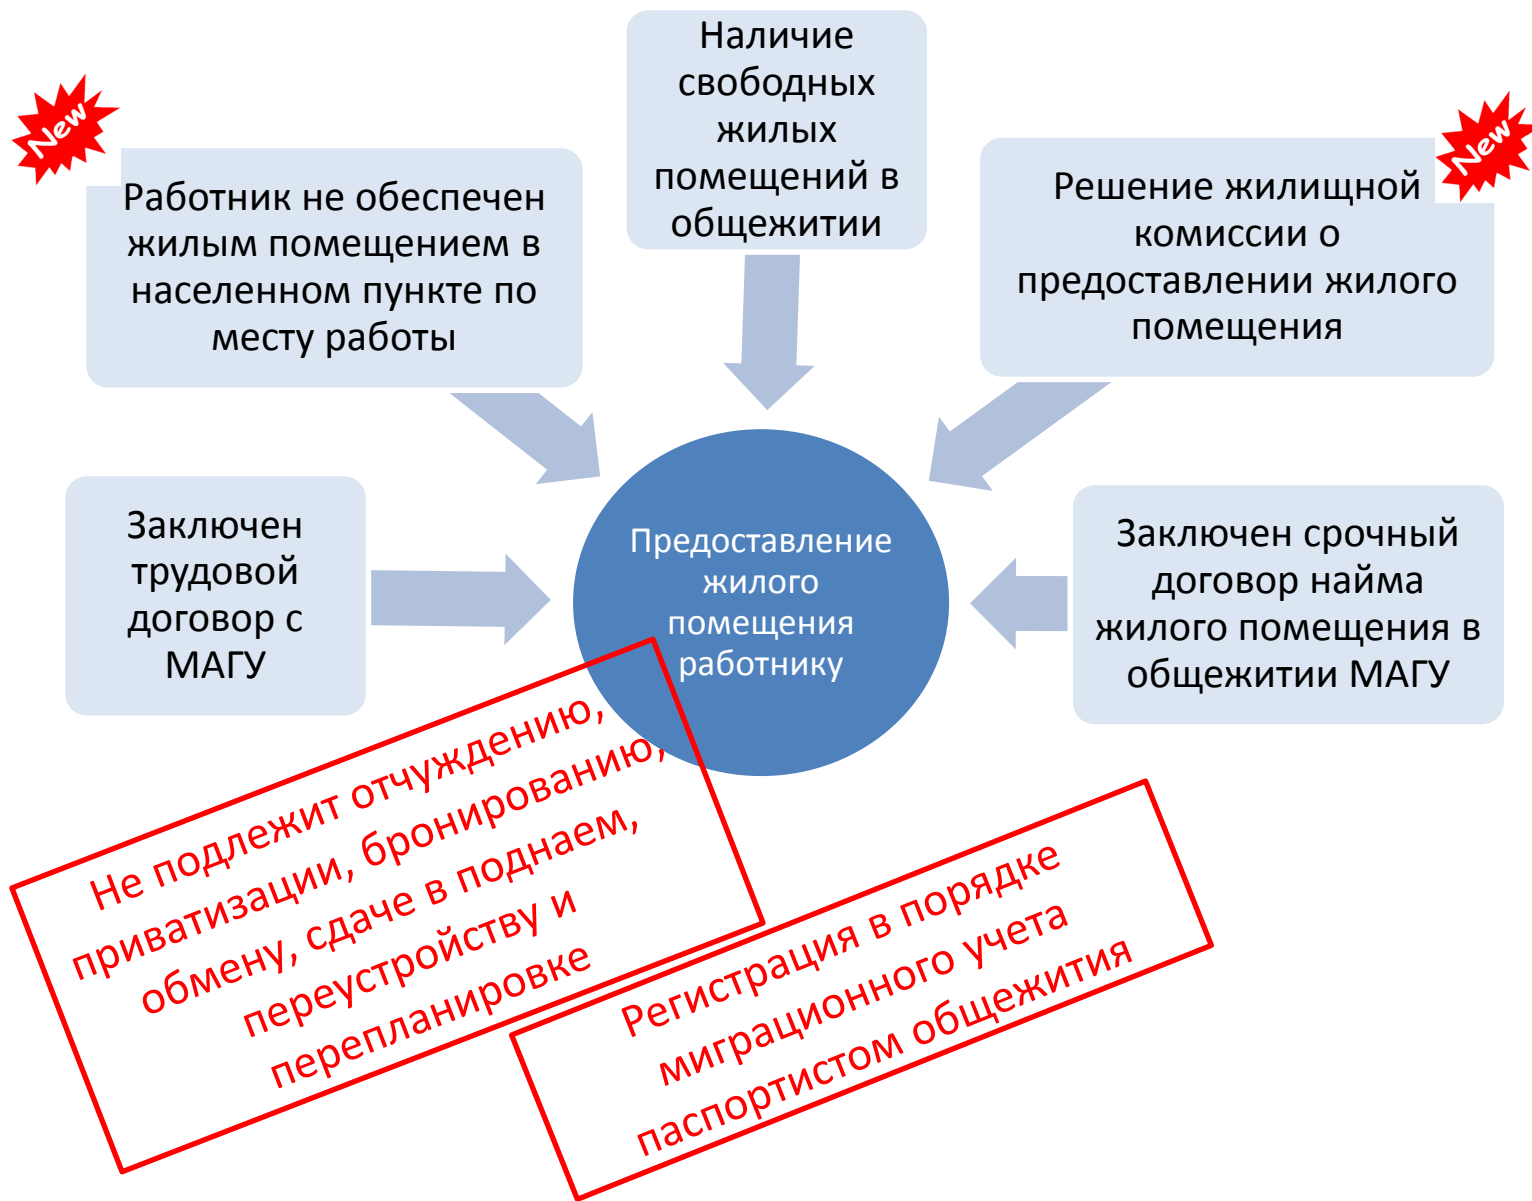 Наличие
свободных
жилых
помещений в
общежитии
New
Работник не обеспечен
жилым помещением в
населенном пункте по
месту работы
New
Решение жилищной
комиссии о
предоставлении жилого
помещения
Заключен
трудовой
договор с
МАГУ
Предоставление
жилого
помещения
работнику
Заключен срочный
договор найма
жилого помещения в
общежитии МАГУ
Не подлежит отчуждению,
приватизации, бронированию,
обмену, сдаче в поднаем,
переустройству и
перепланировке
Регистрация в порядке
миграционного учета
паспортистом общежития